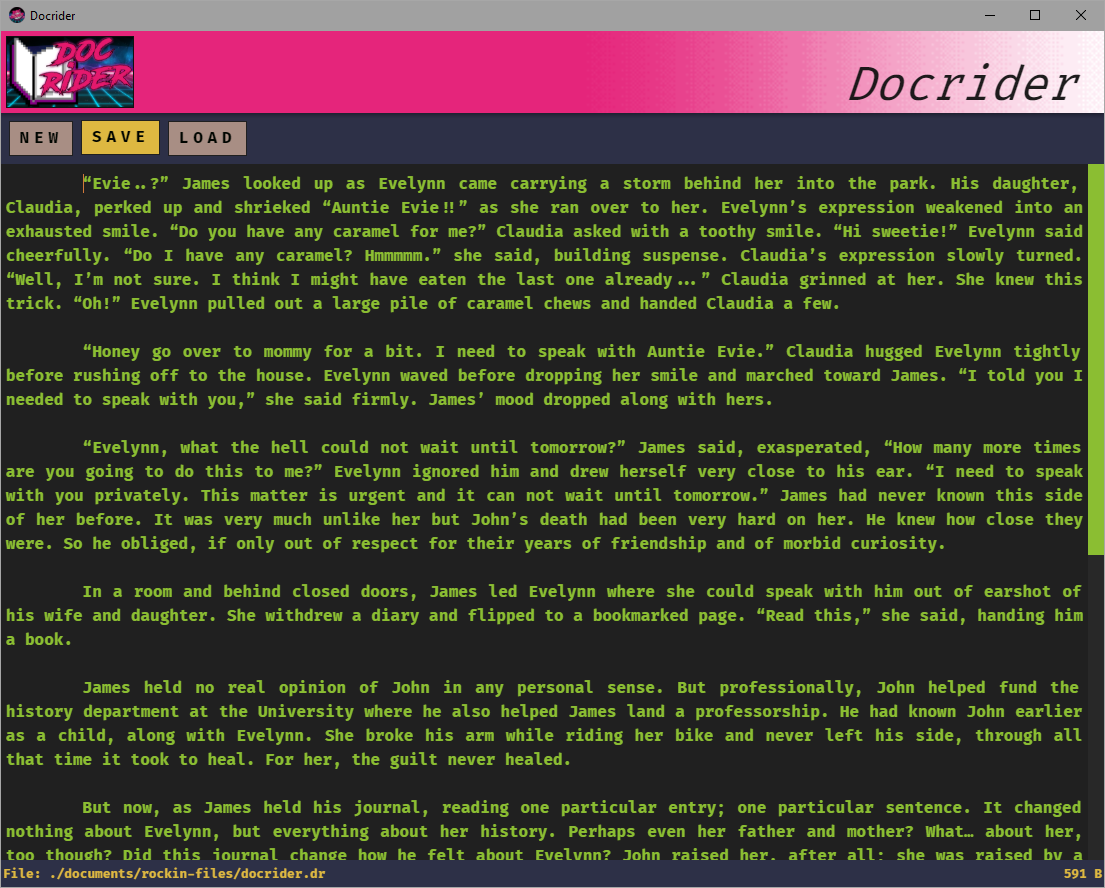 Docrider
DOC
RIDER
Docrider
NEW SAVE LOAD
“Evie..?” James looked up as Evelynn came carrying a storm behind her into the park. His daughter,
Claudia, perked up and shrieked “Auntie Evie!!” as she ran over to her. Evelynn’s expression weakened into an
exhausted smile. “Do you have any caramel for me?” Claudia asked with a toothy smile. “Hi sweetie!” Evelynn said
cheerfully. “Do I have any caramel? Hmmmmm.” she said, building suspense. Claudia’s expression slowly turned.
“Well, I’m not sure. I think I might have eaten the last one already...” Claudia grinned at her. She knew this
trick. “Oh!” Evelynn pulled out a large pile of caramel chews and handed Claudia a few.
“Honey go over to mommy for a bit. I need to speak with Auntie Evie.” Claudia hugged Evelynn tightly
before rushing off to the house. Evelynn waved before dropping her smile and marched toward James. “I told you I
needed to speak with you,” she said firmly. James’ mood dropped along with hers.
“Evelynn, what the hell could not wait until tomorrow?” James said, exasperated, “How many more times
are you going to do this to me?” Evelynn ignored him and drew herself very close to his ear. “I need to speak
with you privately. This matter is urgent and it can not wait until tomorrow.” James had never known this side
of her before. It was very much unlike her but John’s death had been very hard on her. He knew how close they
were. So he obliged, if only out of respect for their years of friendship and of morbid curiosity.
In a room and behind closed doors, James led Evelynn where she could speak with him out of earshot of
his wife and daughter. She withdrew a diary and flipped to a bookmarked page. “Read this,” she said, handing him
a book.
James held no real opinion of John in any personal sense. But professionally, John helped fund the
history department at the University where he also helped James land a professorship. He had known John earlier
as a child, along with Evelynn. She broke his arm while riding her bike and never left his side, through all
that time it took to heal. For her, the guilt never healed.
But now, as James held his journal, reading one particular entry; one particular sentence. It changed
nothing about Evelynn, but everything about her history. Perhaps even her father and mother? What… about her,
too though? Did this journal change how he felt about Evelynn? John raised her, after all; she was raised by a
File: ./documents/rockin-files/docrider.dr 591 B